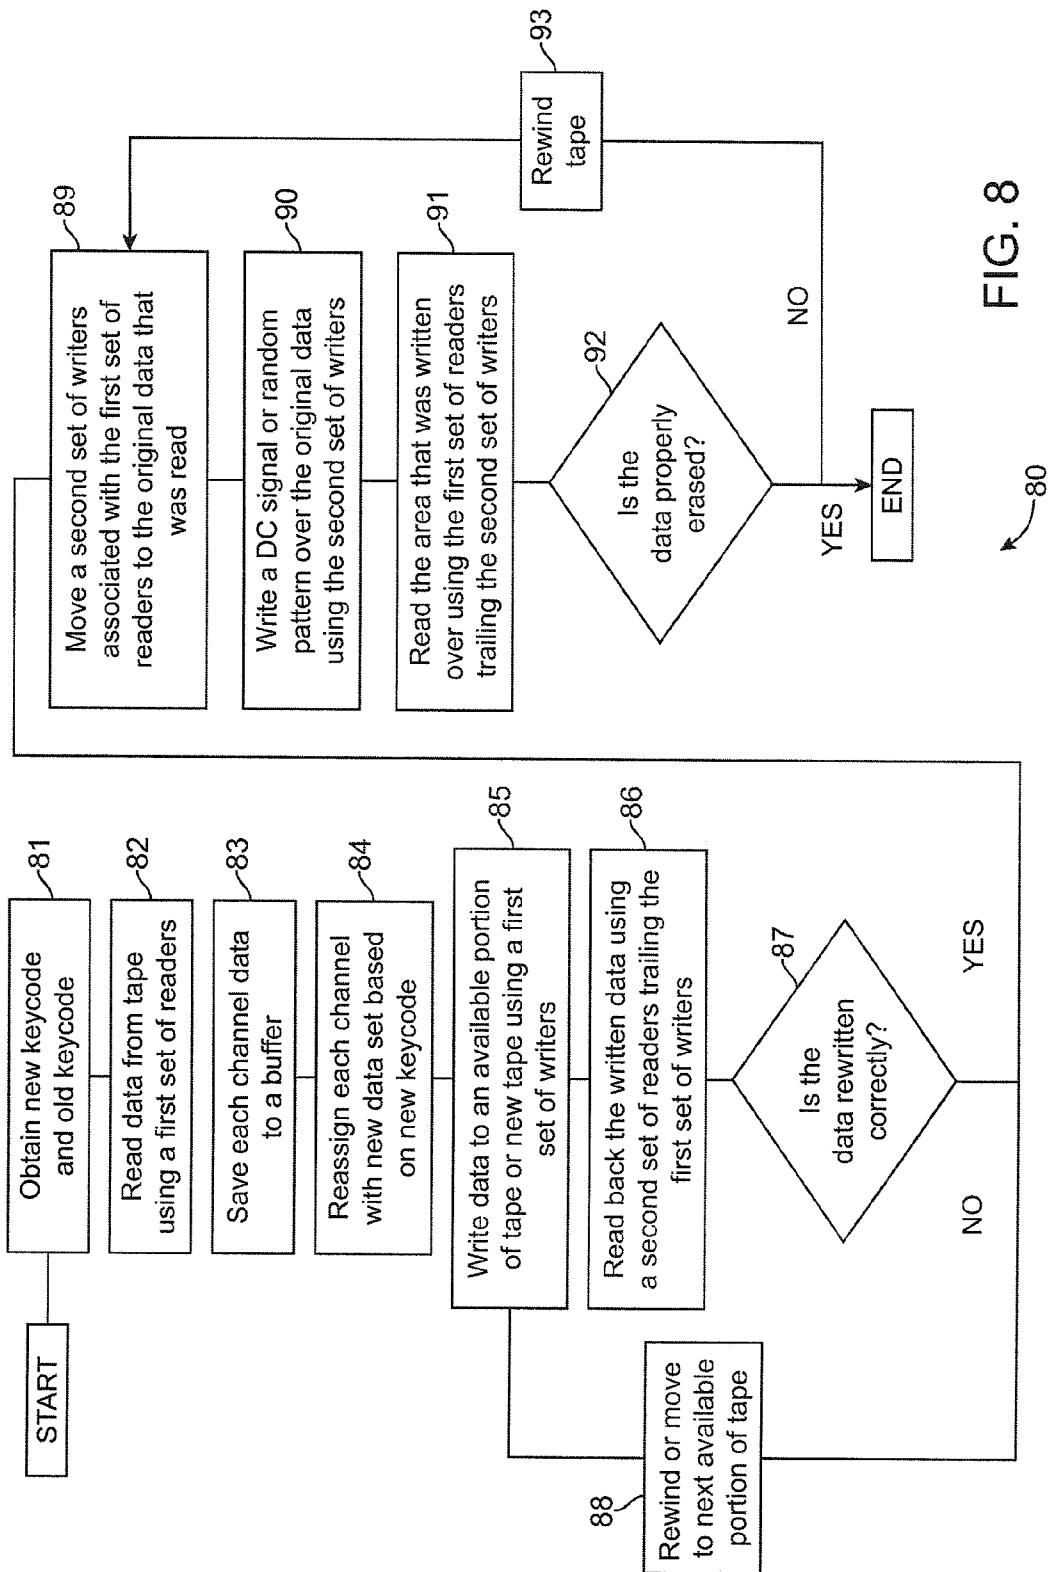 START
Obtain new keycode
and old keycode
81
Read data from tape
using a first set of readers
82
Save each channel data
to a buffer
83
Reassign each channel
with new data set based
on new keycode
84
Write data to an available portion
of tape or new tape using a first
set of writers
85
Read back the written data using
a second set of readers trailing the
first set of writers
86
Is the
data rewritten
correctly?
87
NO
YES
88
Rewind or move
to next available
portion of tape
Move a second set of writers
associated with the first set of
readers to the original data that
was read
89
Write a DC signal or random
pattern over the original data
using the second set of writers
90
Read the area that was written
over using the first set of readers
trailing the second set of writers
91
Is the
data properly
erased?
92
YES
NO
Rewind
tape
93
END
80
FIG. 8